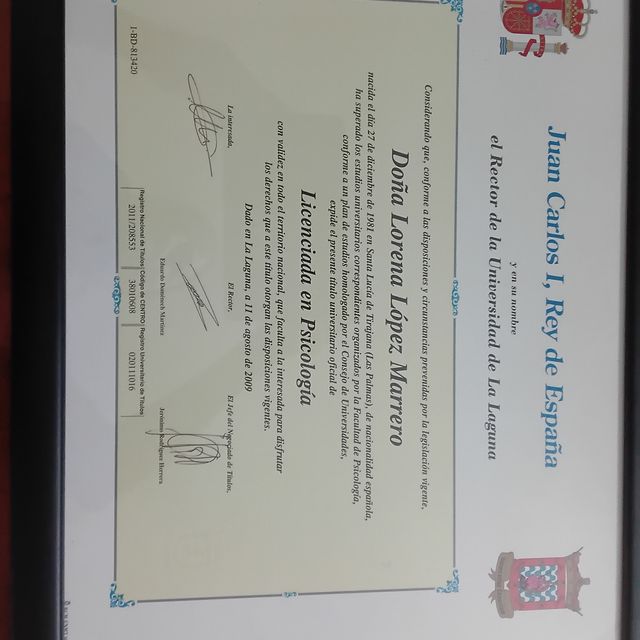 Juan Carlos I, Rey de España
y en su nombre
el Rector de la Universidad de La Laguna
Considerando que, conforme a las disposiciones y circunstancias prevenidas por la legislación vigente,
Doña Lorena López Marrero
nacida el día 27 de diciembre de 1981 en Santa Lucía de Tirajana (Las Palmas), de nacionalidad española,
ha superado los estudios universitarios correspondientes organizados por la Facultad de Psicología,
conforme a un plan de estudios homologado por el Consejo de Universidades,
expide el presente título universitario oficial de
Licenciada en Psicología
con validez en todo el territorio nacional, que faculta a la interesada para disfrutar
los derechos que a este título otorgan las disposiciones vigentes.
Dado en La Laguna, a 11 de agosto de 2009
La interesada,
El Rector,
El Jefe del Negociado de Títulos,
Eduardo Doménech Martínez
Jerónimo Rodríguez Herrera
Registro Nacional de Títulos
Código de CENTRO
Registro Universitario de Títulos
2011/208553
38010608
020111016
1-BD-813420